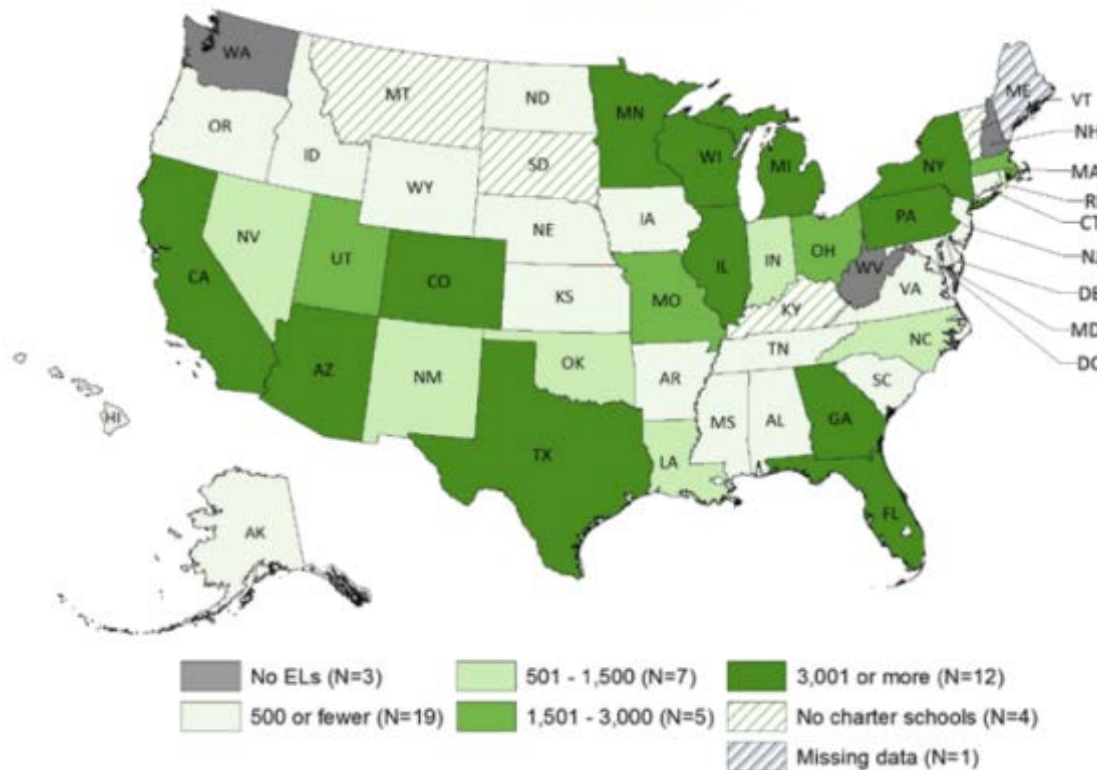 WA
MT
ND
MN
ME
VT
NH
OR
ID
SD
WI
MI
NY
MA
WY
IA
PA
NE
NV
UT
CO
CA
KS
MO
IL
IN
OH
WV
VA
KY
DE
MD
TN
NC
AZ
NM
OK
AR
SC
MS
AL
GA
TX
LA
FL
HI
AK
No ELs (N=3)
501 - 1,500 (N=7)
3,001 or more (N=12)
500 or fewer (N=19)
1,501 - 3,000 (N=5)
No charter schools (N=4)
Missing data (N=1)